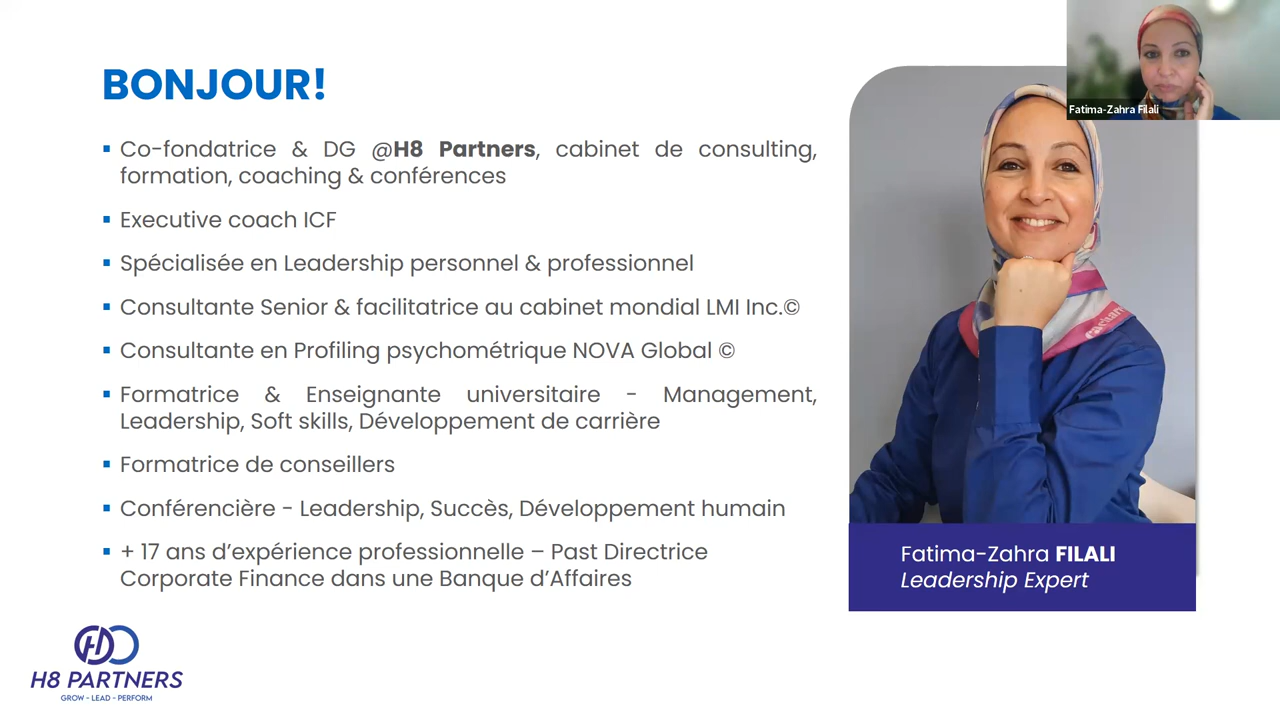 BONJOUR!
Co-fondatrice & DG @H8 Partners, cabinet de consulting,
formation, coaching & conférences
Executive coach ICF
Spécialisée en Leadership personnel & professionnel
Consultante Senior & facilitatrice au cabinet mondial LMI Inc.©
Consultante en Profiling psychométrique NOVA Global ©
Formatrice & Enseignante universitaire - Management,
Leadership, Soft skills, Développement de carrière
Formatrice de conseillers
Conférencière - Leadership, Succès, Développement humain
+ 17 ans d’expérience professionnelle – Past Directrice
Corporate Finance dans une Banque d’Affaires
Fatima-Zahra Filali
Fatima-Zahra FILALI
Leadership Expert
H8 PARTNERS
GROW - LEAD - PERFORM